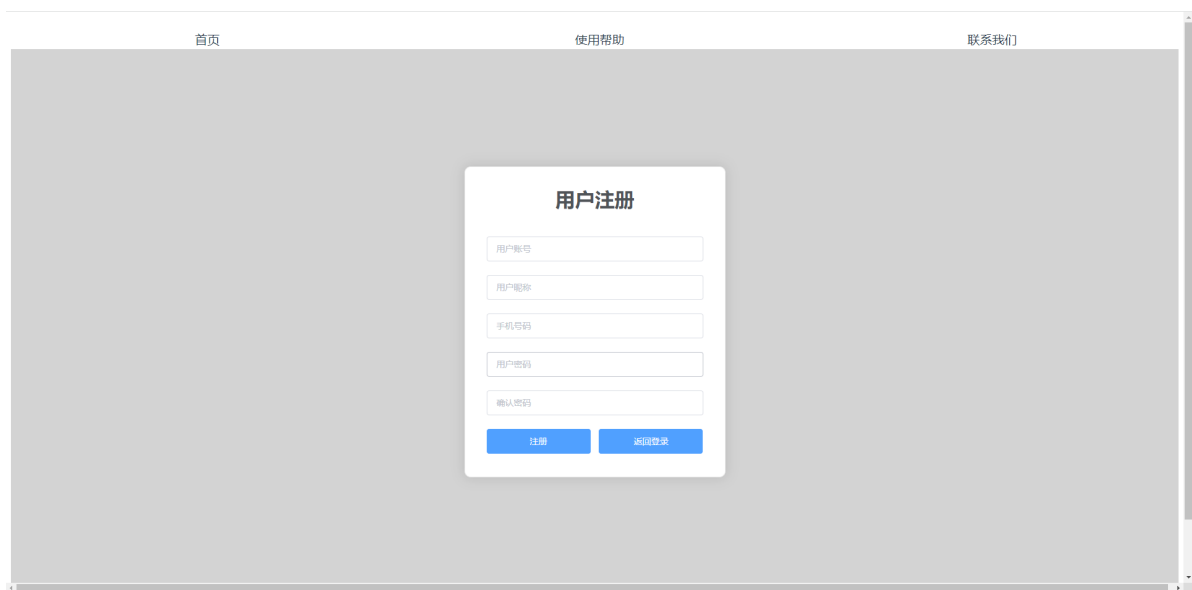 首页 使用帮助 联系我们
用户注册
用户账号
用户昵称
手机号码
用户密码
确认密码
注册 返回登录